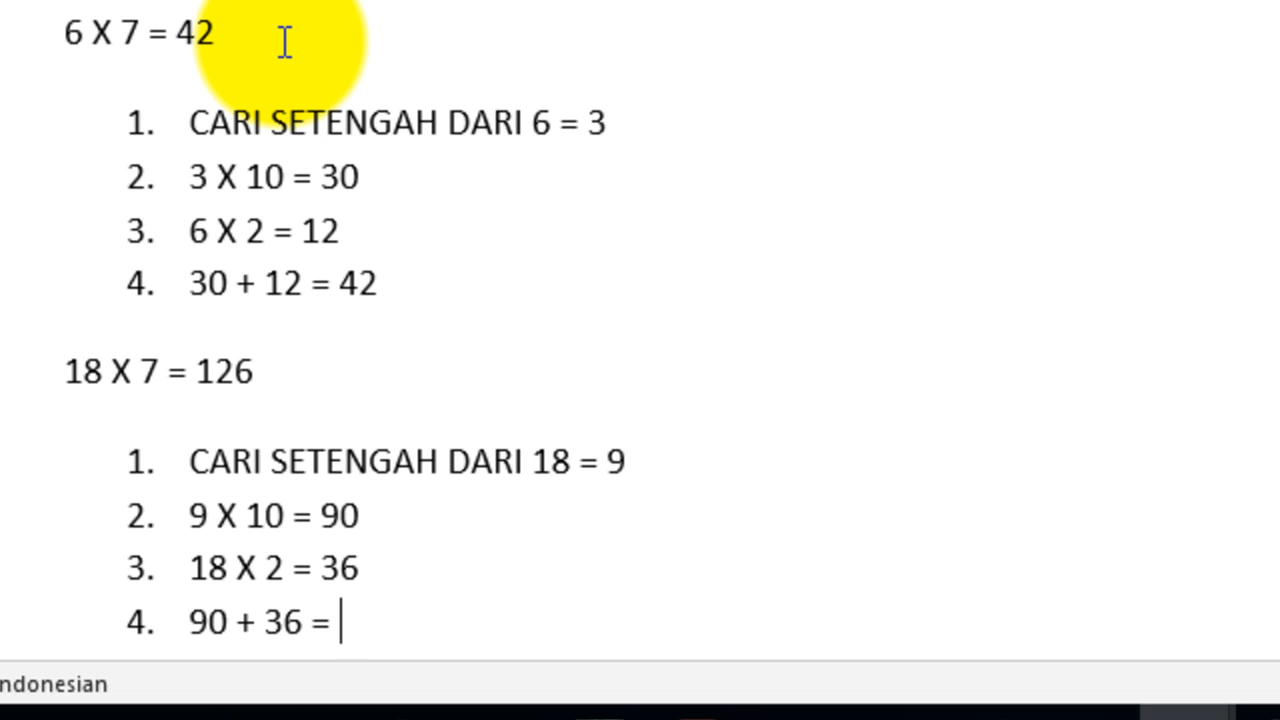 6 X 7 = 42
1. CARI SETENGAH DARI 6 = 3
2. 3 X 10 = 30
3. 6 X 2 = 12
4. 30 + 12 = 42
18 X 7 = 126
1. CARI SETENGAH DARI 18 = 9
2. 9 X 10 = 90
3. 18 X 2 = 36
4. 90 + 36 =
ndonesian